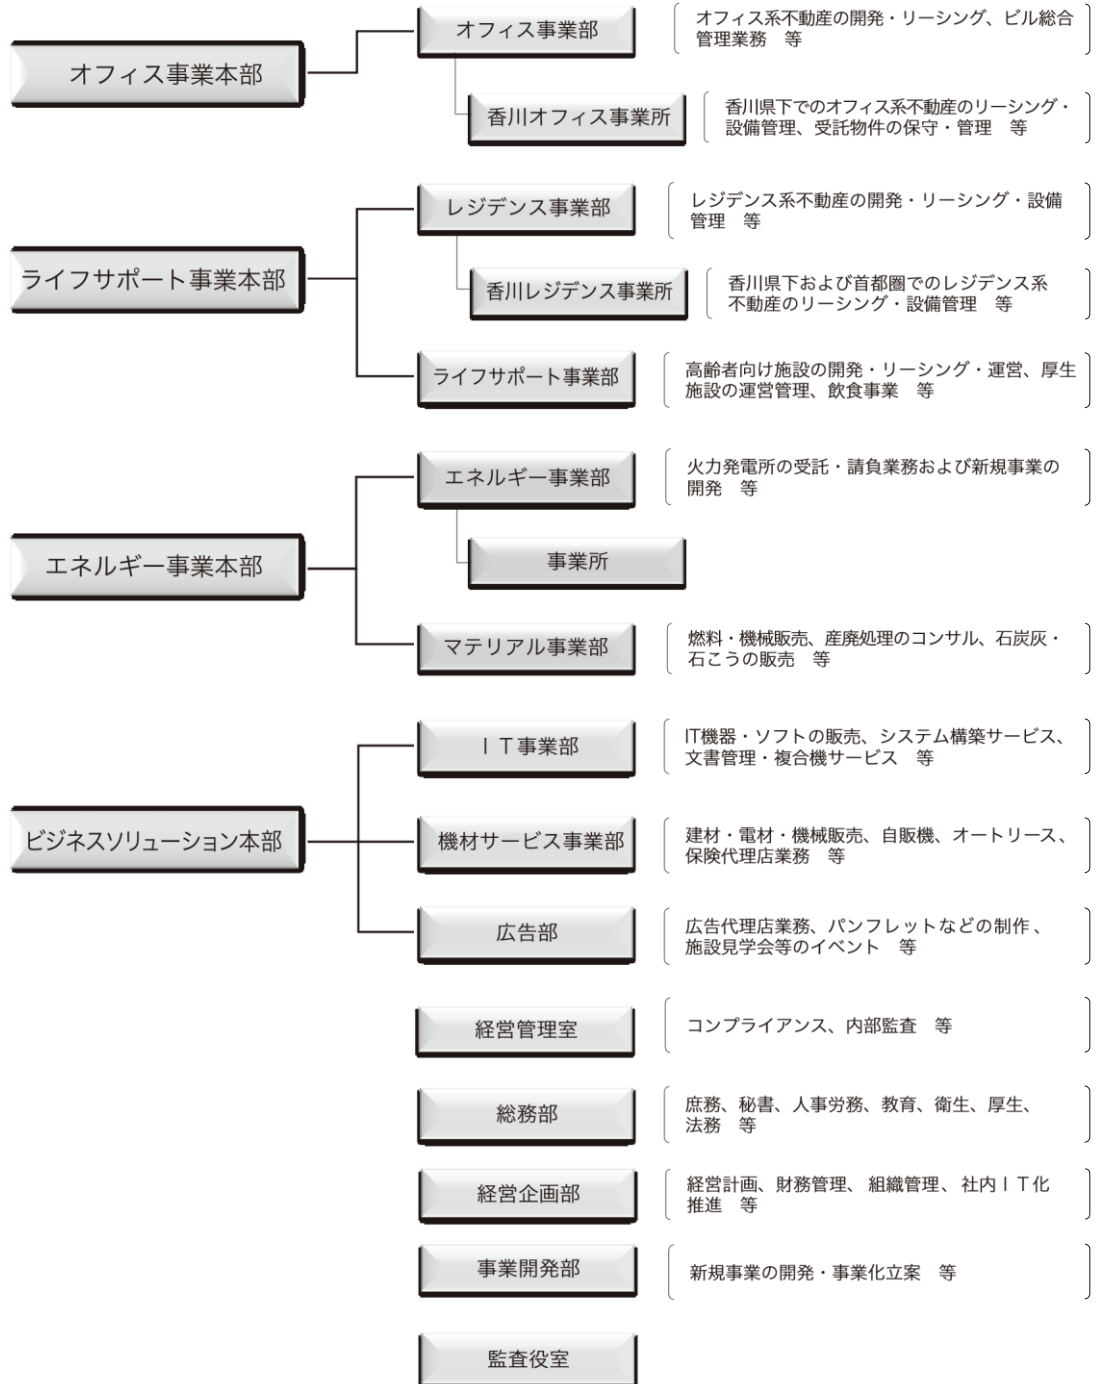 オフィス事業本部
オフィス事業部
オフィス系不動産の開発・リーシング、ビル総合
管理業務　等
香川オフィス事業所
香川県下でのオフィス系不動産のリーシング・
設備管理、受託物件の保守・管理　等
ライフサポート事業本部
レジデンス事業部
レジデンス系不動産の開発・リーシング・設備
管理　等
香川レジデンス事業所
香川県下および首都圏でのレジデンス系
不動産のリーシング・設備管理　等
ライフサポート事業部
高齢者向け施設の開発・リーシング・運営、厚生
施設の運営管理、飲食事業　等
エネルギー事業本部
エネルギー事業部
火力発電所の受託・請負業務および新規事業の
開発　等
事業所
マテリアル事業部
燃料・機械販売、産廃処理のコンサル、石炭灰・
石こうの販売　等
ビジネスソリューション本部
ＩＴ事業部
IT機器・ソフトの販売、システム構築サービス、
文書管理・複合機サービス　等
機材サービス事業部
建材・電材・機械販売、自販機、オートリース、
保険代理店業務　等
広告部
広告代理店業務、パンフレットなどの制作、
施設見学会等のイベント　等
経営管理室
コンプライアンス、内部監査　等
総務部
庶務、秘書、人事労務、教育、衛生、厚生、
法務　等
経営企画部
経営計画、財務管理、組織管理、社内ＩＴ化
推進　等
事業開発部
新規事業の開発・事業化立案　等
監査役室